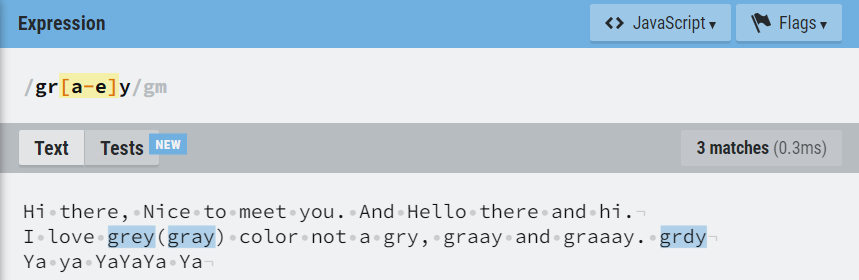 Expression
<> JavaScript ▾
Flags ▾
/gr[a-e]y/gm
Text
Tests NEW
3 matches (0.3ms)
Hi·there,·Nice·to·meet·you.·And·Hello·there·and·hi.¬
I·love·grey(gray)·color·not·a·gry,·graay·and·graaay.·grdy¬
Ya·ya·YaYaYa·Ya¬